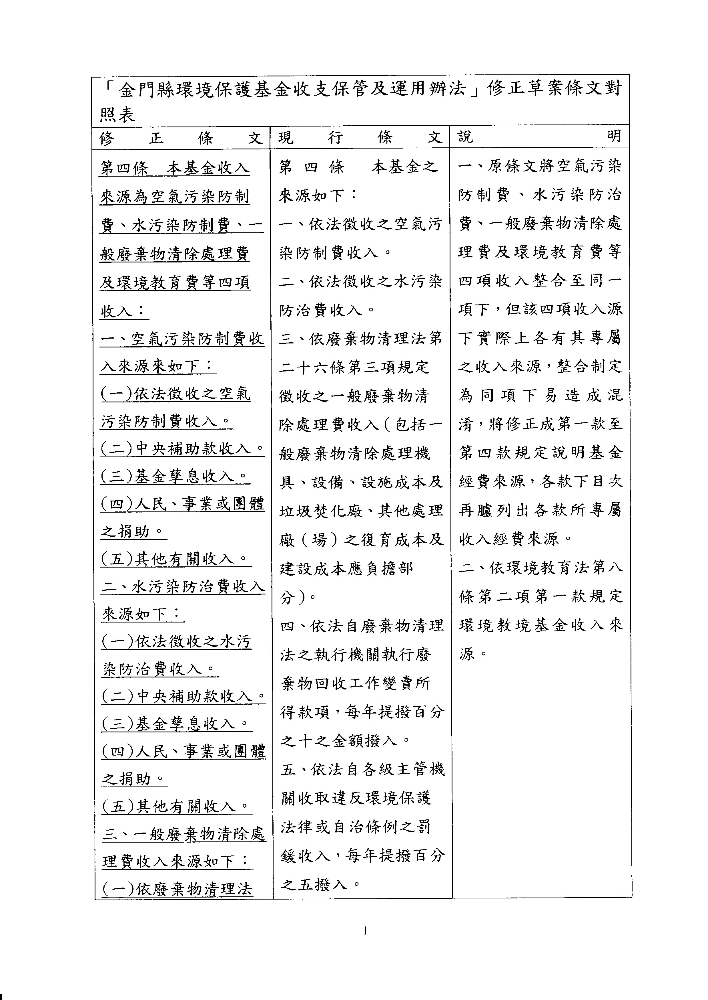 「金門縣環境保護基金收支保管及運用辦法」修正草案條文對
照表
修正條文
現行條文
說明
第四條 本基金收入
來源為空氣污染防制
費、水污染防制費、一
般廢棄物清除處理費
及環境教育費等四項
收入：
一、空氣污染防制費收
入來源來如下：
(一)依法徵收之空氣
污染防制費收入。
(二)中央補助款收入。
(三)基金孳息收入。
(四)人民、事業或團體
之捐助。
(五)其他有關收入。
二、水污染防治費收入
來源如下：
(一)依法徵收之水污
染防治費收入。
(二)中央補助款收入。
(三)基金孳息收入。
(四)人民、事業或團體
之捐助。
(五)其他有關收入。
三、一般廢棄物清除處
理費收入來源如下：
(一)依廢棄物清理法
第四條 本基金之
來源如下：
一、依法徵收之空氣污
染防制費收入。
二、依法徵收之水污染
防治費收入。
三、依廢棄物清理法第
二十六條第三項規定
徵收之一般廢棄物清
除處理費收入(包括一
般廢棄物清除處理機
具、設備、設施成本及
垃圾焚化廠、其他處理
廠(場)之復育成本及
建設成本應負擔部
分)。
四、依法自廢棄物清理
法之執行機關執行廢
棄物回收工作變賣所
得款項，每年提撥百分
之十之金額撥入。
五、依法自各級主管機
關收取違反環境保護
法律或自治條例之罰
鍰收入，每年提撥百分
之五撥入。
一、原條文將空氣污染
防制費、水污染防治
費、一般廢棄物清除處
理費及環境教育費等
四項收入整合至同一
項下，但該四項收入源
下實際上各有其專屬
之收入來源，整合制定
為同項下易造成混
淆，將修正成第一款至
第四款規定說明基金
經費來源，各款下目次
再臚列出各款所專屬
收入經費來源。
二、依環境教育法第八
條第二項第一款規定
環境教境基金收入來
源。
1